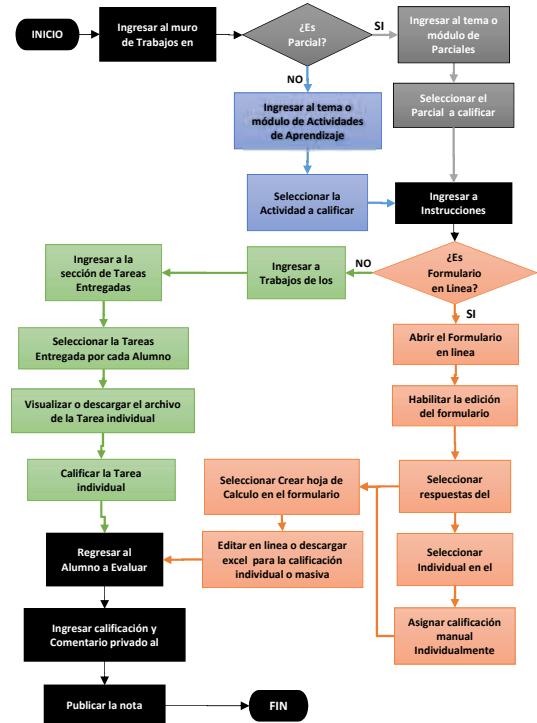 INICIO
Ingresar al muro
de Trabajos en
¿Es
Parcial?
SI
Ingresar al tema o
módulo de
Parciales
NO
Seleccionar el
Parcial a calificar
Ingresar al tema o
módulo de Actividades
de Aprendizaje
Seleccionar la
Actividad a calificar
Ingresar a
Instrucciones
¿Es
Formulario
en Linea?
NO
Ingresar a
Trabajos de los
Ingresar a la
sección de Tareas
Entregadas
Seleccionar la Tareas
Entregada por cada Alumno
Visualizar o descargar el archivo
de la Tarea individual
Calificar la Tarea
individual
SI
Abrir el Formulario
en linea
Habilitar la edición
del formulario
Seleccionar
respuestas del
Seleccionar Crear hoja de
Calculo en el formulario
Seleccionar
Individual en el
Editar en linea o descargar
excel para la calificación
individual o masiva
Asignar calificación
manual
Individualmente
Regresar al
Alumno a Evaluar
Ingresar calificación y
Comentario privado al
Publicar la nota
FIN